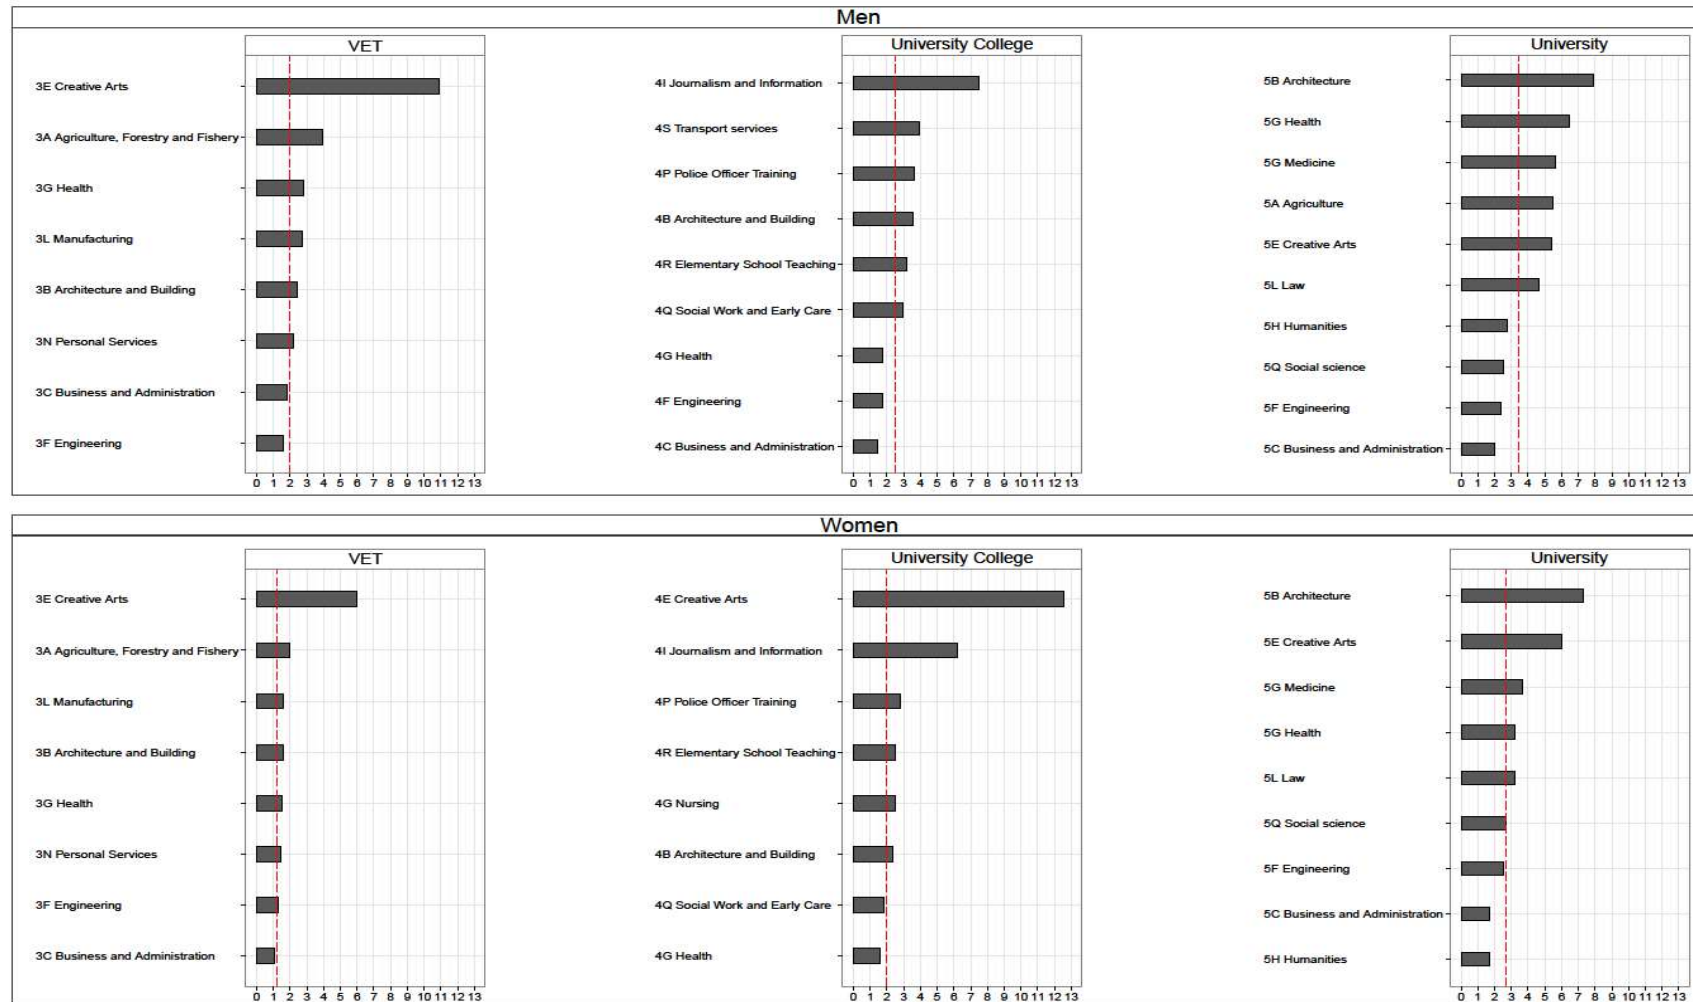 Men
VET
3E Creative Arts
3A Agriculture, Forestry and Fishery
3G Health
3L Manufacturing
3B Architecture and Building
3N Personal Services
3C Business and Administration
3F Engineering
0 1 2 3 4 5 6 7 8 9 10 11 12 13
University College
4I Journalism and Information
4S Transport services
4P Police Officer Training
4B Architecture and Building
4R Elementary School Teaching
4Q Social Work and Early Care
4G Health
4F Engineering
4C Business and Administration
0 1 2 3 4 5 6 7 8 9 10 11 12 13
University
5B Architecture
5G Health
5G Medicine
5A Agriculture
5E Creative Arts
5L Law
5H Humanities
5Q Social science
5F Engineering
5C Business and Administration
0 1 2 3 4 5 6 7 8 9 10 11 12 13
Women
VET
3E Creative Arts
3A Agriculture, Forestry and Fishery
3L Manufacturing
3B Architecture and Building
3G Health
3N Personal Services
3F Engineering
3C Business and Administration
0 1 2 3 4 5 6 7 8 9 10 11 12 13
University College
4E Creative Arts
4I Journalism and Information
4P Police Officer Training
4R Elementary School Teaching
4G Nursing
4B Architecture and Building
4Q Social Work and Early Care
4G Health
0 1 2 3 4 5 6 7 8 9 10 11 12 13
University
5B Architecture
5E Creative Arts
5G Medicine
5G Health
5L Law
5Q Social science
5F Engineering
5C Business and Administration
5H Humanities
0 1 2 3 4 5 6 7 8 9 10 11 12 13